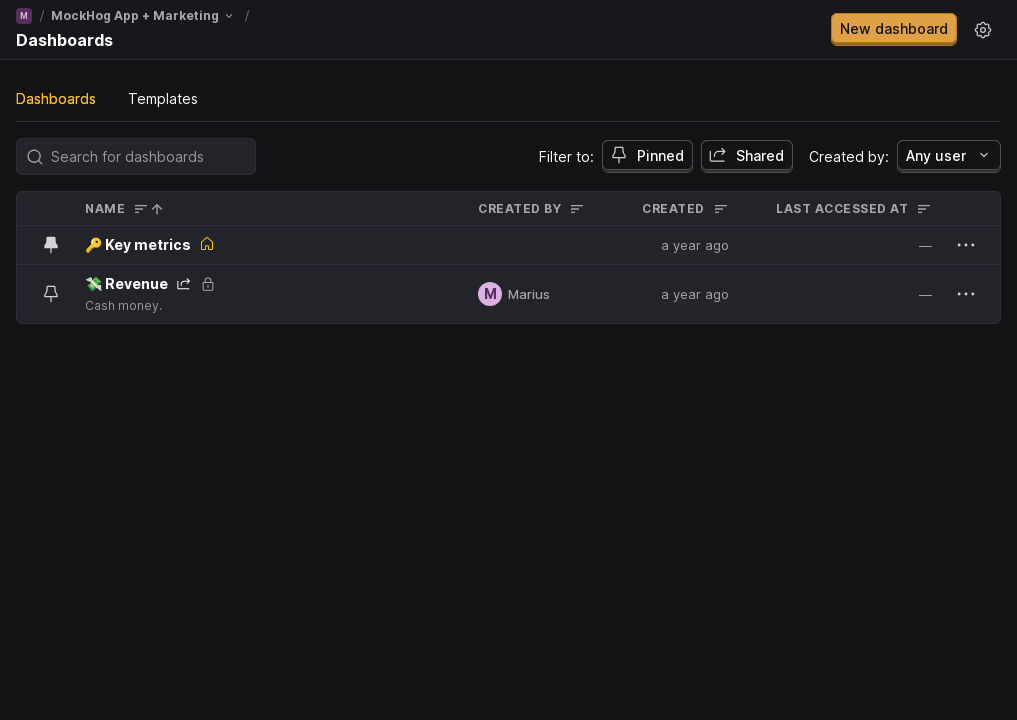 M / MockHog App + Marketing /
Dashboards
New dashboard
Dashboards Templates
Search for dashboards
Filter to: Pinned Shared Created by: Any user
NAME CREATED BY CREATED LAST ACCESSED AT
🔑 Key metrics a year ago —
💸 Revenue
Cash money.
M Marius a year ago —